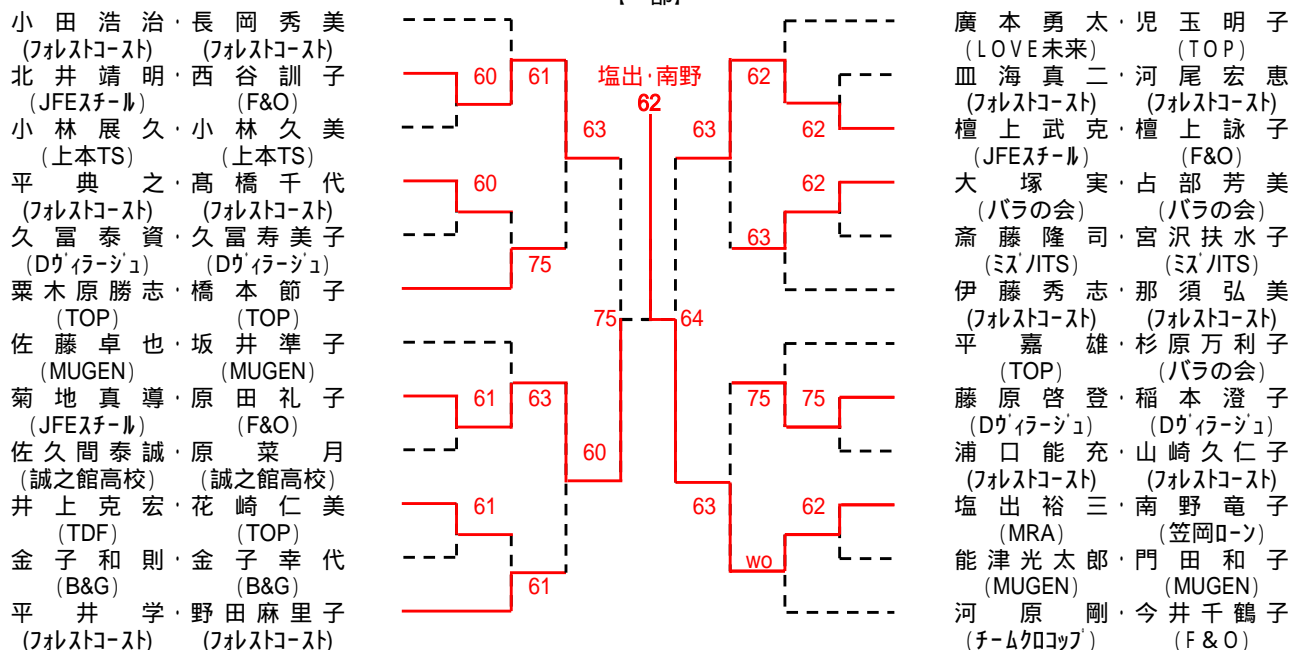 小田浩治・長岡秀美
(フォレストコースト) (フォレストコースト)
北井靖明・西谷訓子
(JFEスチール) (F&O)
小林展久・小林久美
(上本TS) (上本TS)
平典之・髙橋千代
(フォレストコースト) (フォレストコースト)
久冨泰資・久冨寿美子
(Dヴィラージュ) (Dヴィラージュ)
粟木原勝志・橋本節子
(TOP) (TOP)
佐藤卓也・坂井準子
(MUGEN) (MUGEN)
菊地真導・原田礼子
(JFEスチール) (F&O)
佐久間泰誠・原菜月
(誠之館高校) (誠之館高校)
井上克宏・花崎仁美
(TDF) (TOP)
金子和則・金子幸代
(B&G) (B&G)
平井学・野田麻里子
(フォレストコースト) (フォレストコースト)
60
61
63
60
75
75
61
63
60
61
61
塩出・南野
62
62
63
62
62
63
64
75
75
63
62
wo
廣本勇太・児玉明子
(LOVE未来) (TOP)
皿海真二・河尾宏恵
(フォレストコースト) (フォレストコースト)
檀上武克・檀上詠子
(JFEスチール) (F&O)
大塚実・占部芳美
(バラの会) (バラの会)
斎藤隆司・宮沢扶水子
(ミズノITS) (ミズノITS)
伊藤秀志・那須弘美
(フォレストコースト) (フォレストコースト)
平嘉雄・杉原万利子
(TOP) (バラの会)
藤原啓登・稲本澄子
(Dヴィラージュ) (Dヴィラージュ)
浦口能充・山崎久仁子
(フォレストコースト) (フォレストコースト)
塩出裕三・南野竜子
(MRA) (笠岡ローン)
能津光太郎・門田和子
(MUGEN) (MUGEN)
河原剛・今井千鶴子
(チームクロコップ) (F&O)